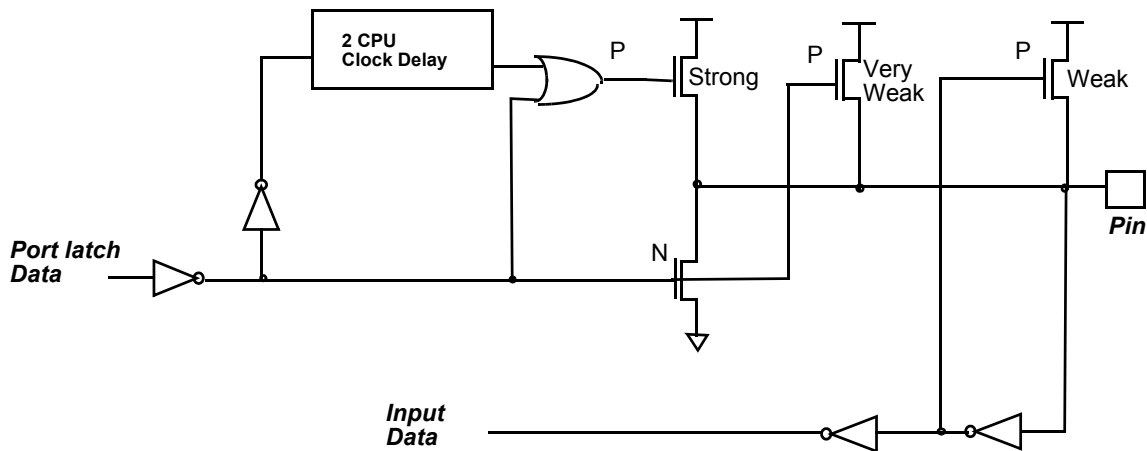 2 CPU
Clock Delay
P
Strong
P
Very
Weak
P
Weak
Pin
Port latch
Data
N
Input
Data